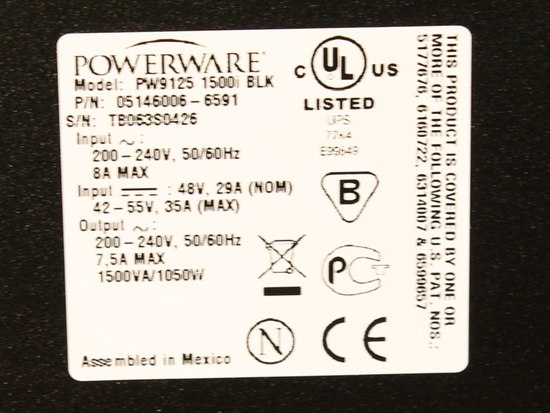 POWERWARE
Model: PW9125 1500i BLK
P/N: 05146006-6591
S/N: TB063S0426
Input ~:
200-240V, 50/60Hz
8A MAX
Input ⎓: 48V, 29A (NOM)
42-55V, 35A (MAX)
Output ~:
200-240V, 50/60Hz
7,5A MAX
1500VA/1050W
Assembled in Mexico
C UL US
LISTED
UPS
77K4
E99649
B
PC
N
CE
THIS PRODUCT IS COVERED BY ONE OR
MORE OF THE FOLLOWING U.S. PAT. NOS.:
5177676, 6160722, 6314007 & 6599657